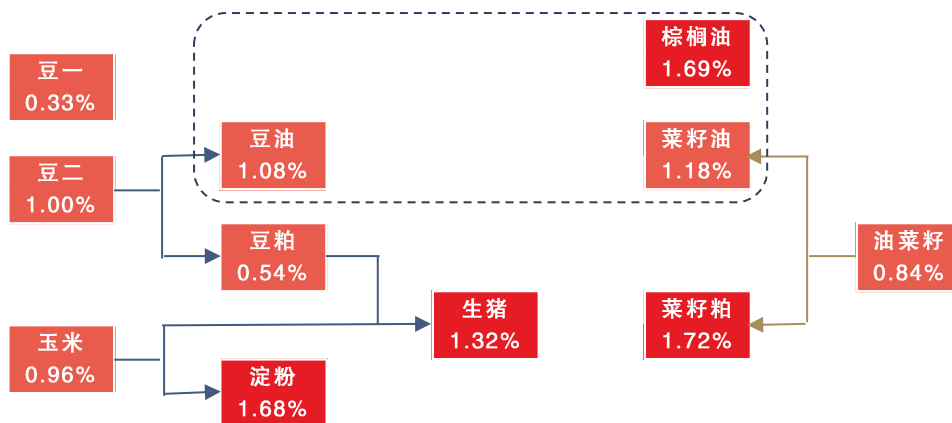 棕榈油
1.69%
豆一
0.33%
豆油
1.08%
菜籽油
1.18%
豆二
1.00%
豆粕
0.54%
油菜籽
0.84%
生猪
1.32%
菜籽粕
1.72%
玉米
0.96%
淀粉
1.68%